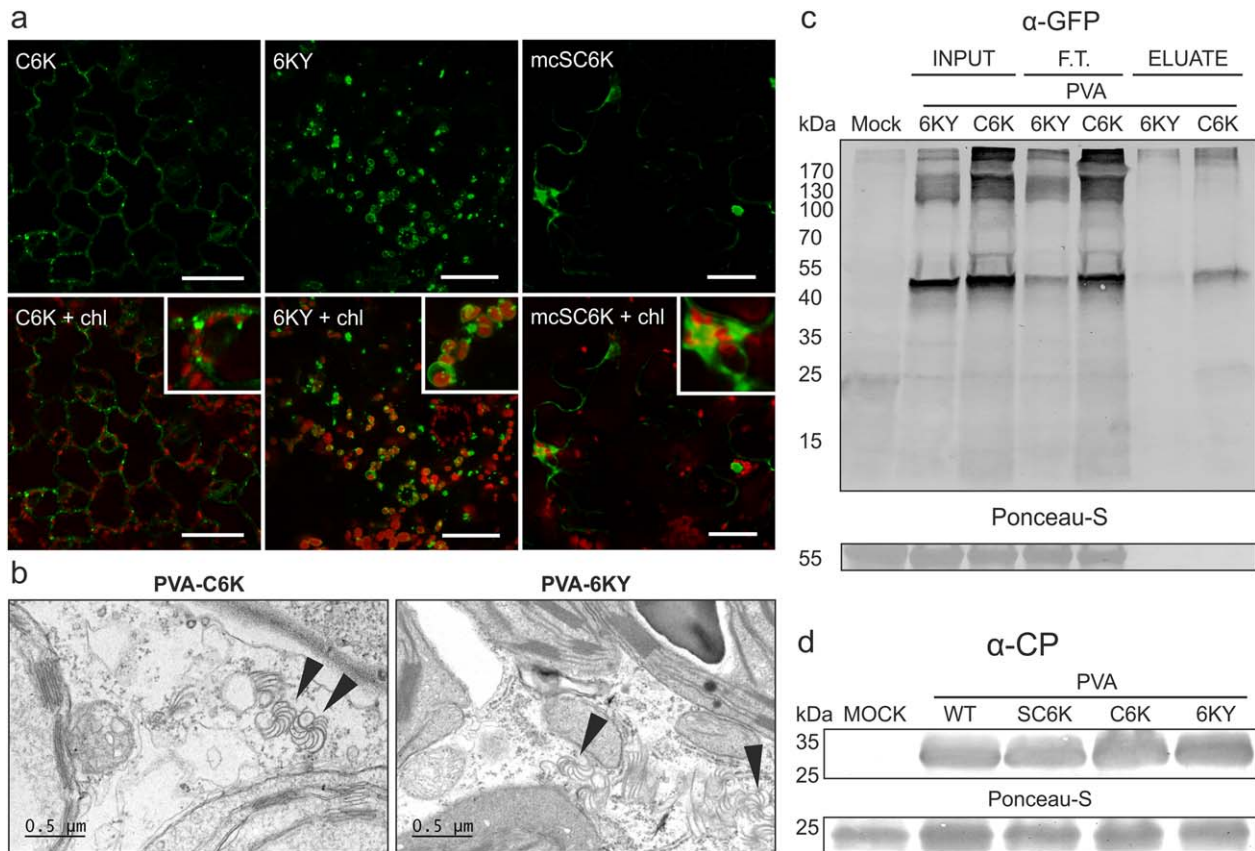 a
C6K
6KY
mcSC6K
C6K + chl
6KY + chl
mcSC6K + chl
b
PVA-C6K
PVA-6KY
0.5 µm
0.5 µm
c
α-GFP
INPUT F.T. ELUATE
PVA
kDa Mock 6KY C6K 6KY C6K 6KY C6K
170
130
100
70
55
40
35
25
15
Ponceau-S
55
d
α-CP
PVA
kDa MOCK WT SC6K C6K 6KY
35
25
Ponceau-S
25